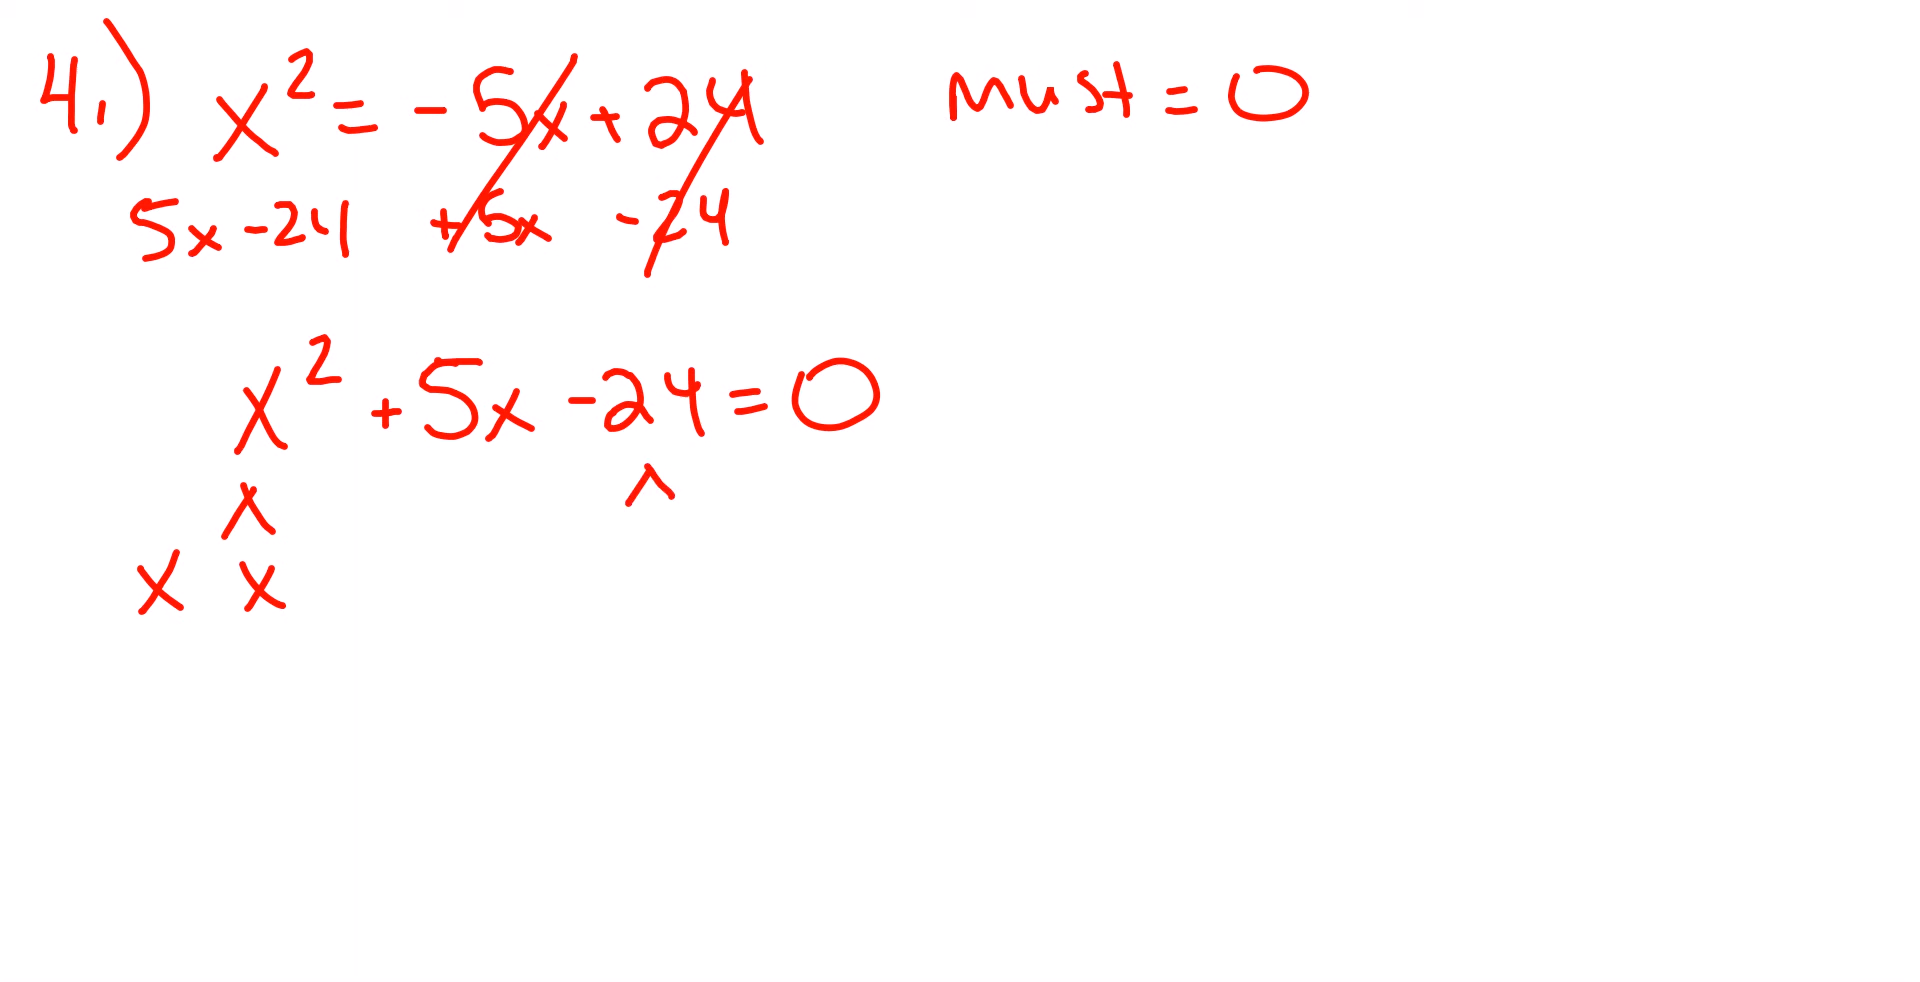 4.) x² = -5x + 24 must = 0
5x - 24 +5x - 24
x² + 5x - 24 = 0
x x